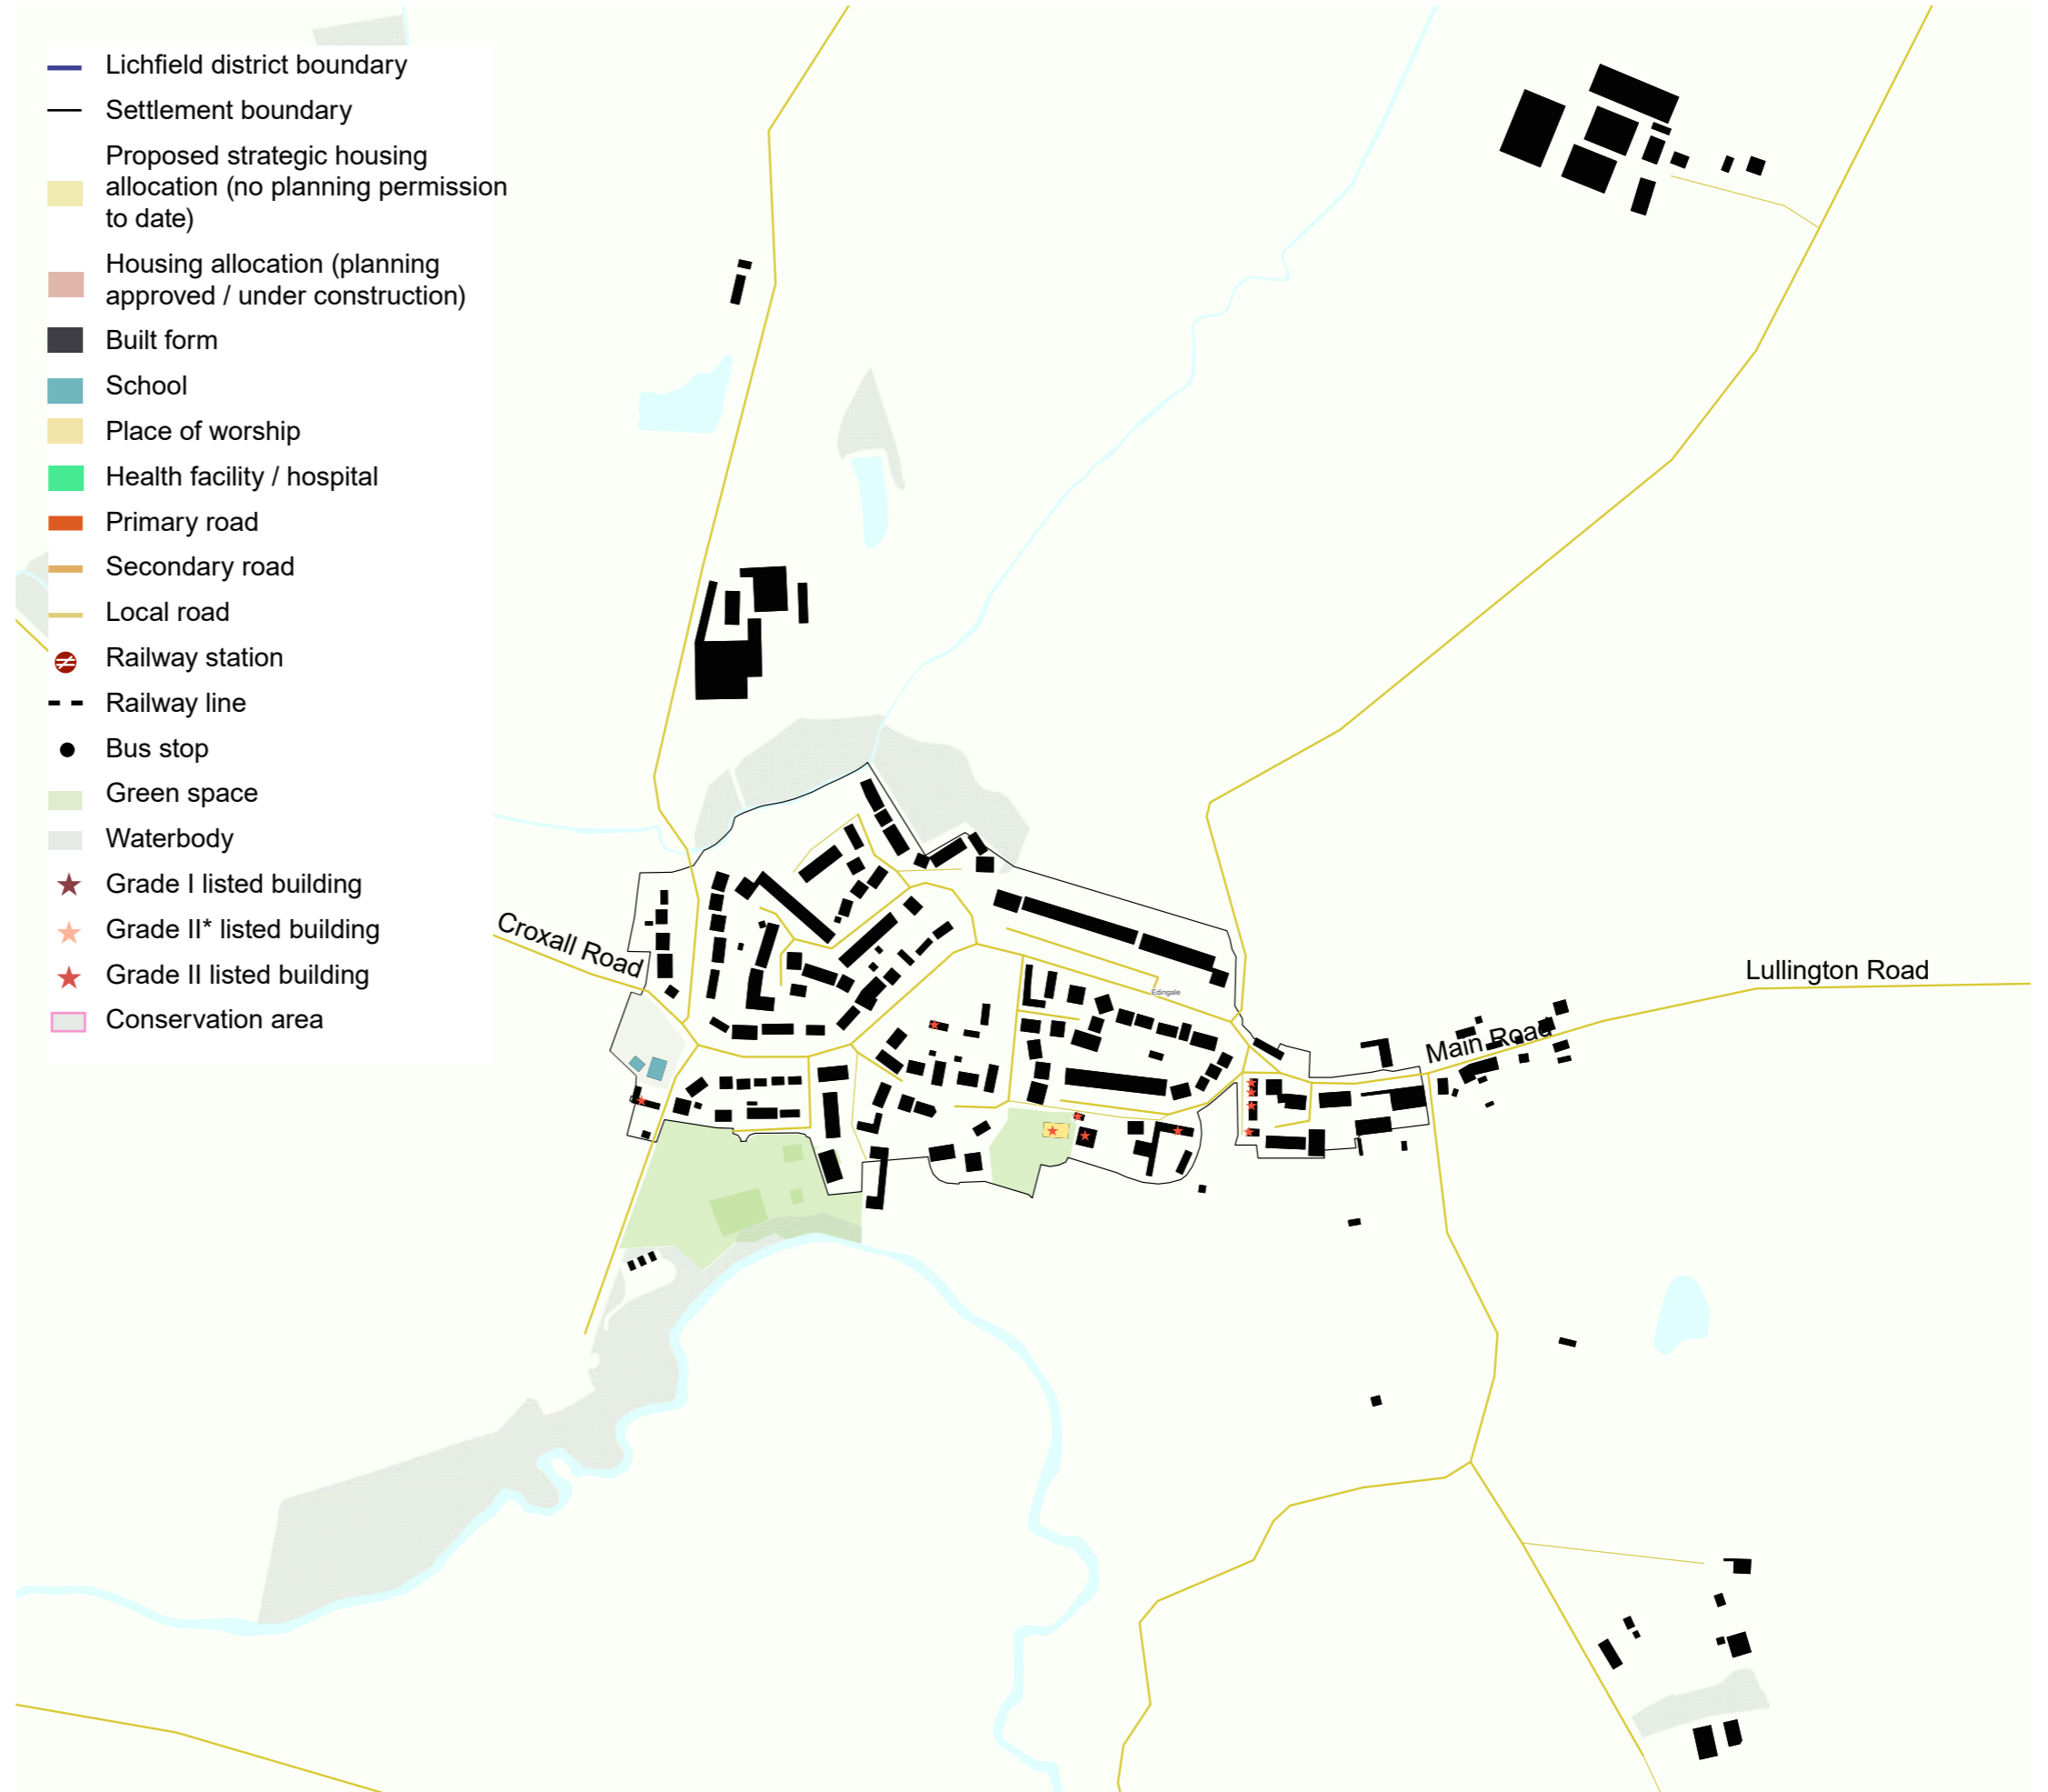 Lichfield district boundary
Settlement boundary
Proposed strategic housing
allocation (no planning permission
to date)
Housing allocation (planning
approved / under construction)
Built form
School
Place of worship
Health facility / hospital
Primary road
Secondary road
Local road
Railway station
Railway line
Bus stop
Green space
Waterbody
Grade I listed building
Grade II* listed building
Grade II listed building
Conservation area
Croxall Road
Lullington Road
Edingale
Main Road